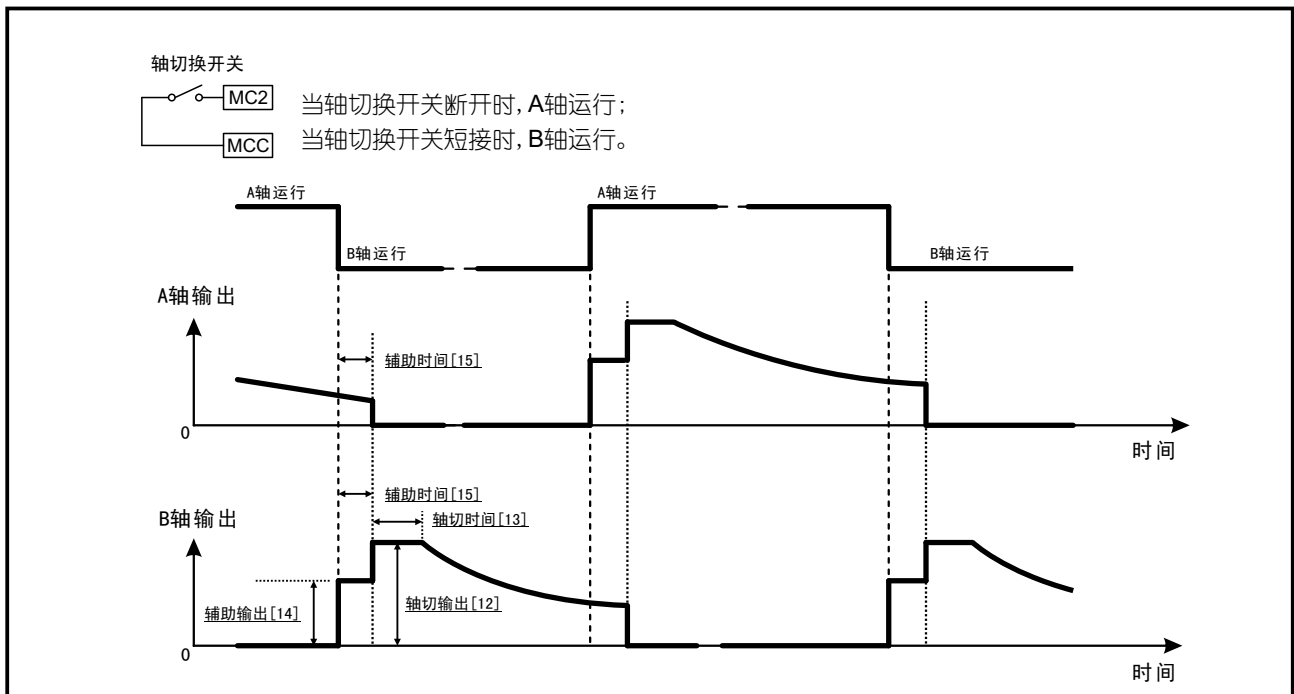 轴切换开关
MC2
当轴切换开关断开时, A轴运行;
MCC
当轴切换开关短接时, B轴运行。
A轴运行
A轴运行
B轴运行
B轴运行
A轴输出
辅助时间[15]
0
时间
辅助时间[15]
B轴输出
轴切时间[13]
辅助输出[14]
轴切输出[12]
0
时间